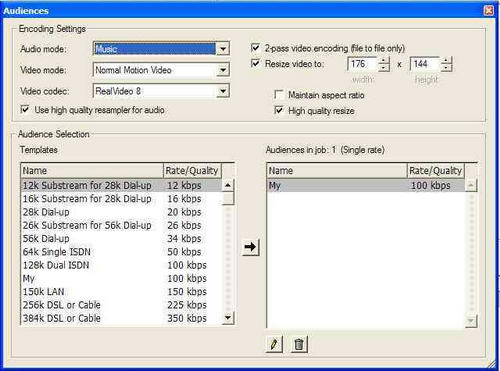 Audiences
Encoding Settings
Audio mode: Music
Video mode: Normal Motion Video
Video codec: RealVideo 8
Use high quality resampler for audio
2-pass video encoding (file to file only)
Resize video to: 176 x 144
width: height
Maintain aspect ratio
High quality resize
Audience Selection
Templates
Name Rate/Quality
12k Substream for 28k Dial-up 12 kbps
16k Substream for 28k Dial-up 16 kbps
28k Dial-up 20 kbps
26k Substream for 56k Dial-up 26 kbps
56k Dial-up 34 kbps
64k Single ISDN 50 kbps
128k Dual ISDN 100 kbps
My 100 kbps
150k LAN 150 kbps
256k DSL or Cable 225 kbps
384k DSL or Cable 350 kbps
Audiences in job: 1 (Single rate)
Name Rate/Quality
My 100 kbps